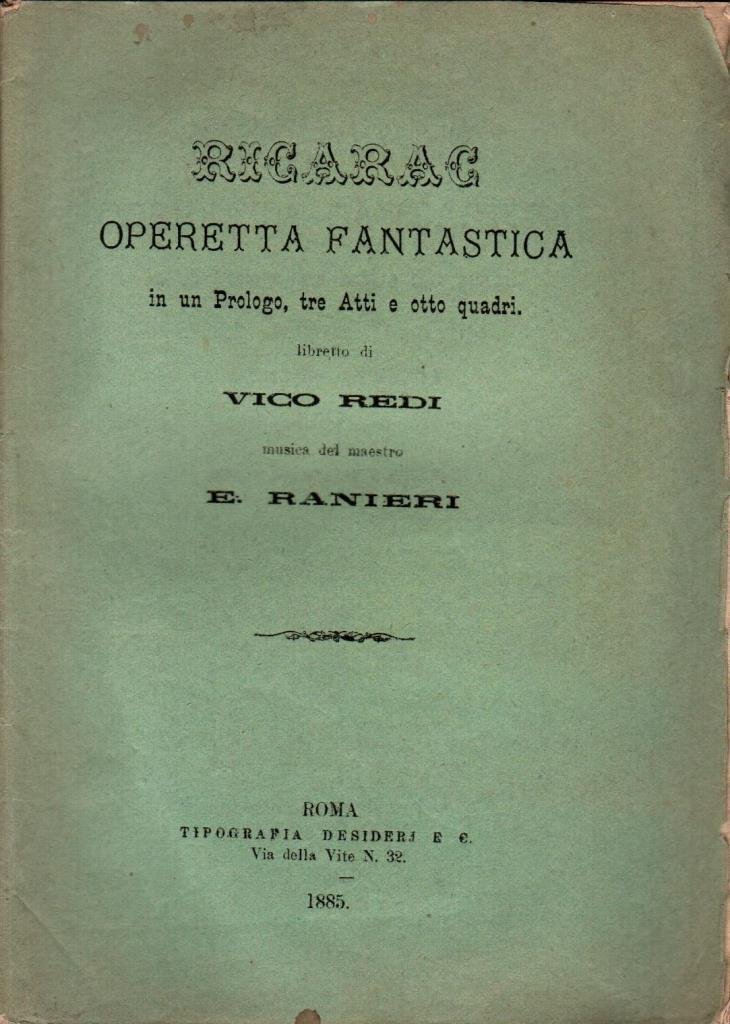 RICARAC
OPERETTA FANTASTICA
in un Prologo, tre Atti e otto quadri.
libretto di
VICO REDI
musica del maestro
E. RANIERI
ROMA
TIPOGRAFIA DESIDERJ E C.
Via della Vite N. 32.
1885.